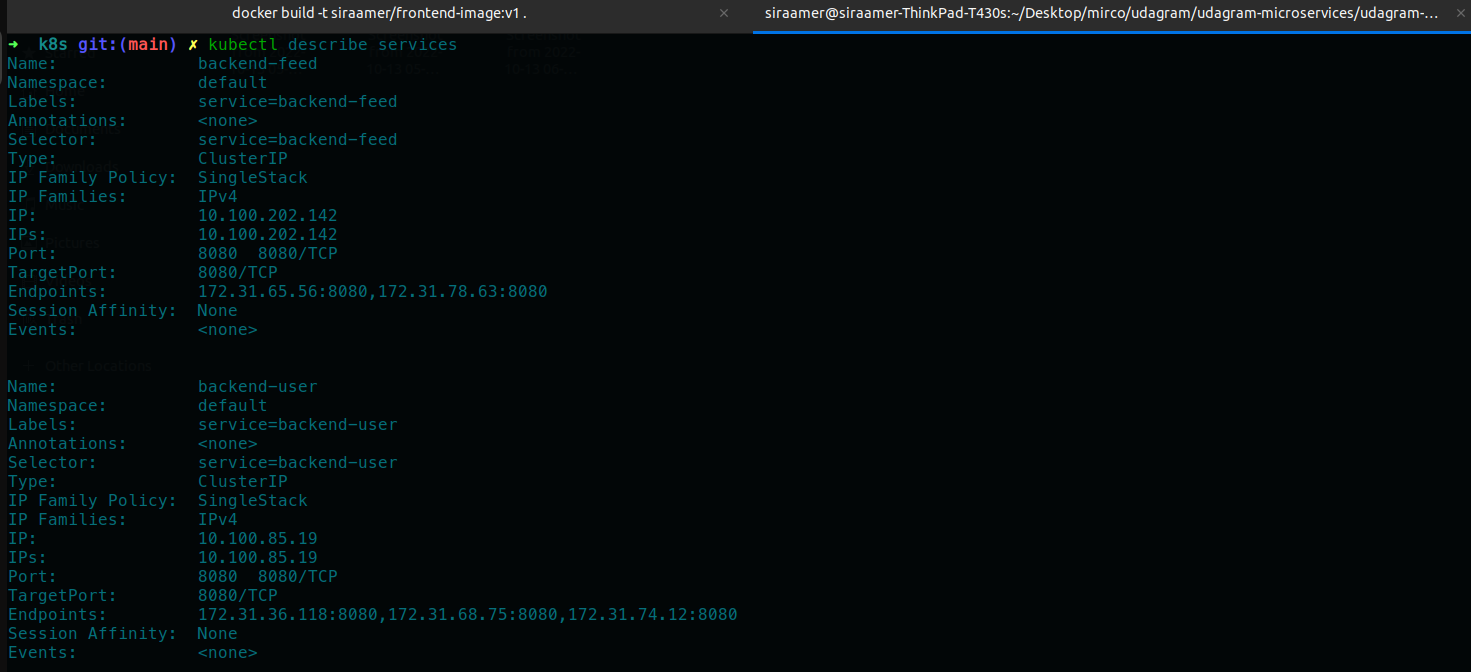 docker build -t siraamer/frontend-image:v1 .
siraamer@siraamer-ThinkPad-T430s:~/Desktop/mirco/udagram/udagram-microservices/udagram-...
➜ k8s git:(main) ✗ kubectl describe services
Name: backend-feed
Namespace: default
Labels: service=backend-feed
Annotations: <none>
Selector: service=backend-feed
Type: ClusterIP
IP Family Policy: SingleStack
IP Families: IPv4
IP: 10.100.202.142
IPs: 10.100.202.142
Port: 8080 8080/TCP
TargetPort: 8080/TCP
Endpoints: 172.31.65.56:8080,172.31.78.63:8080
Session Affinity: None
Events: <none>
Other Locations
Name: backend-user
Namespace: default
Labels: service=backend-user
Annotations: <none>
Selector: service=backend-user
Type: ClusterIP
IP Family Policy: SingleStack
IP Families: IPv4
IP: 10.100.85.19
IPs: 10.100.85.19
Port: 8080 8080/TCP
TargetPort: 8080/TCP
Endpoints: 172.31.36.118:8080,172.31.68.75:8080,172.31.74.12:8080
Session Affinity: None
Events: <none>